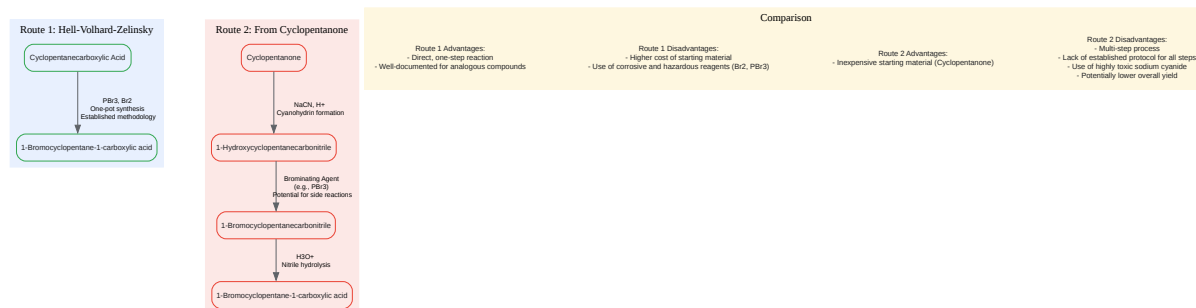 Route 1: Hell-Volhard-Zelinsky
Cyclopentanecarboxylic Acid
PBr3, Br2
One-pot synthesis
Established methodology
1-Bromocyclopentane-1-carboxylic acid
Route 2: From Cyclopentanone
Cyclopentanone
NaCN, H+
Cyanohydrin formation
1-Hydroxycyclopentanecarbonitrile
Brominating Agent
(e.g., PBr3)
Potential for side reactions
1-Bromocyclopentanecarbonitrile
H3O+
Nitrile hydrolysis
1-Bromocyclopentane-1-carboxylic acid
Comparison
Route 1 Advantages:
- Direct, one-step reaction
- Well-documented for analogous compounds
Route 1 Disadvantages:
- Higher cost of starting material
- Use of corrosive and hazardous reagents (Br2, PBr3)
Route 2 Advantages:
- Inexpensive starting material (Cyclopentanone)
Route 2 Disadvantages:
- Multi-step process
- Lack of established protocol for all steps
- Use of highly toxic sodium cyanide
- Potentially lower overall yield